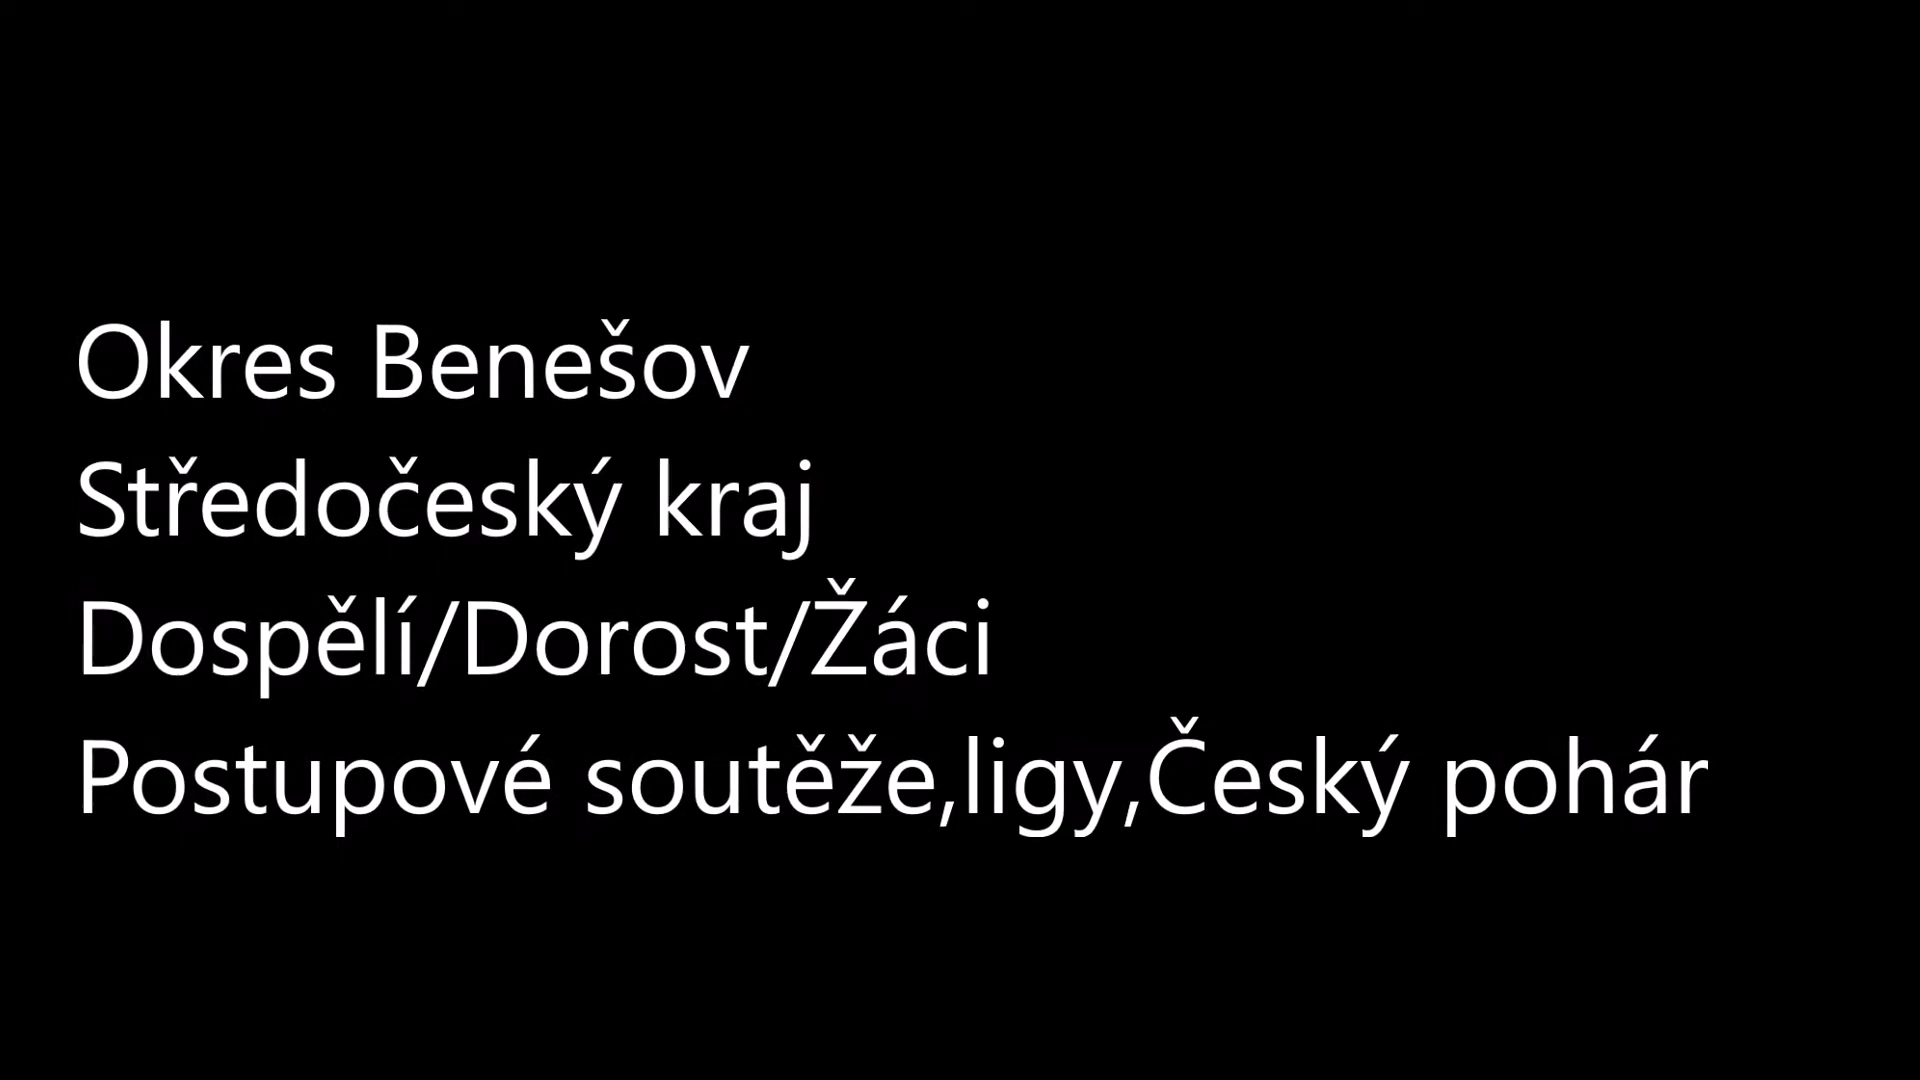 Okres Benešov
Středočeský kraj
Dospělí/Dorost/Žáci
Postupové soutěže,ligy,Český pohár